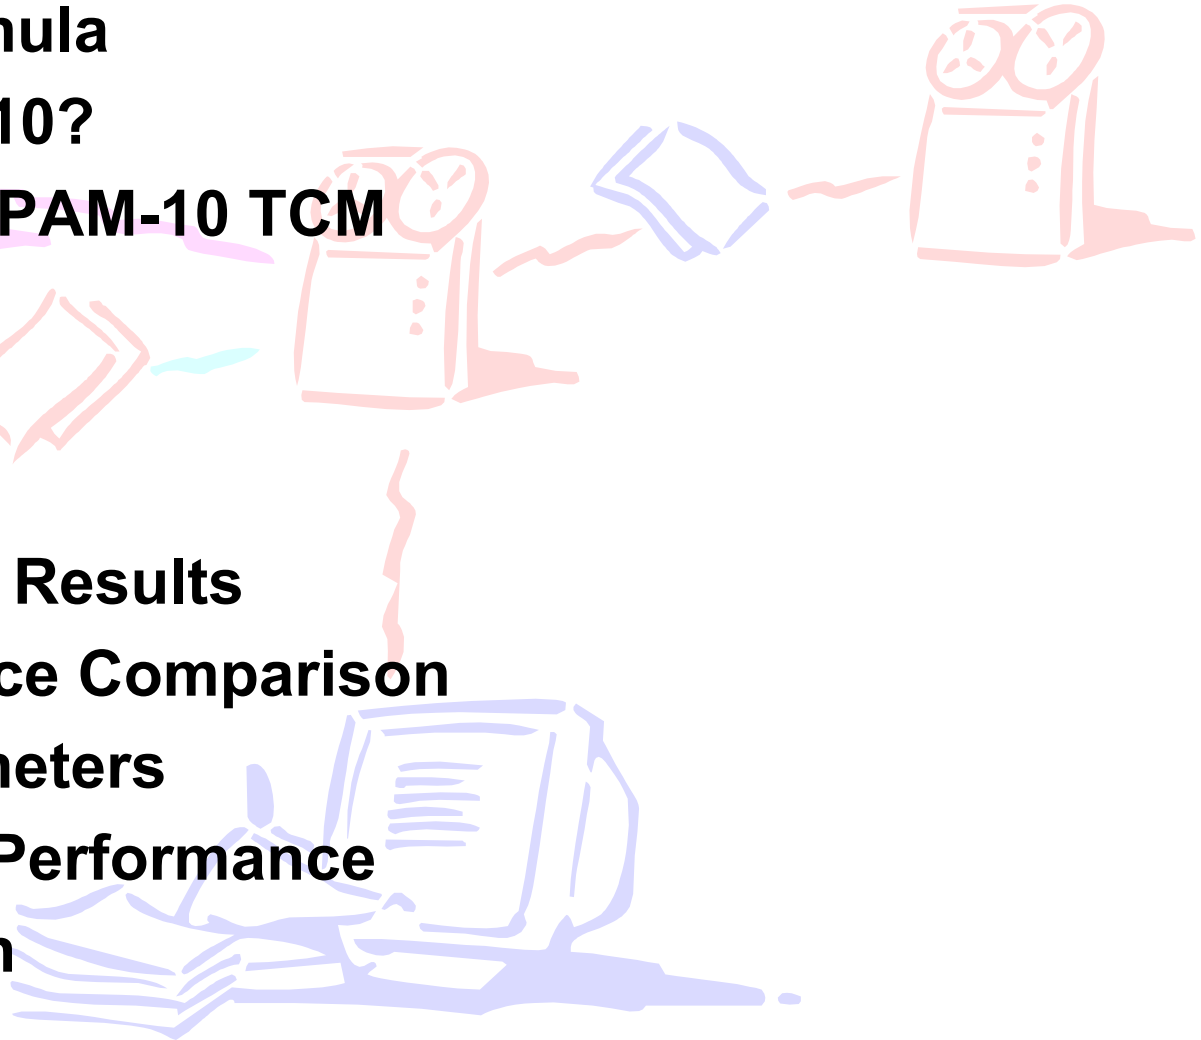 nula
10?
PAM-10 TCM
Results
ce Comparison
neters
Performance
n